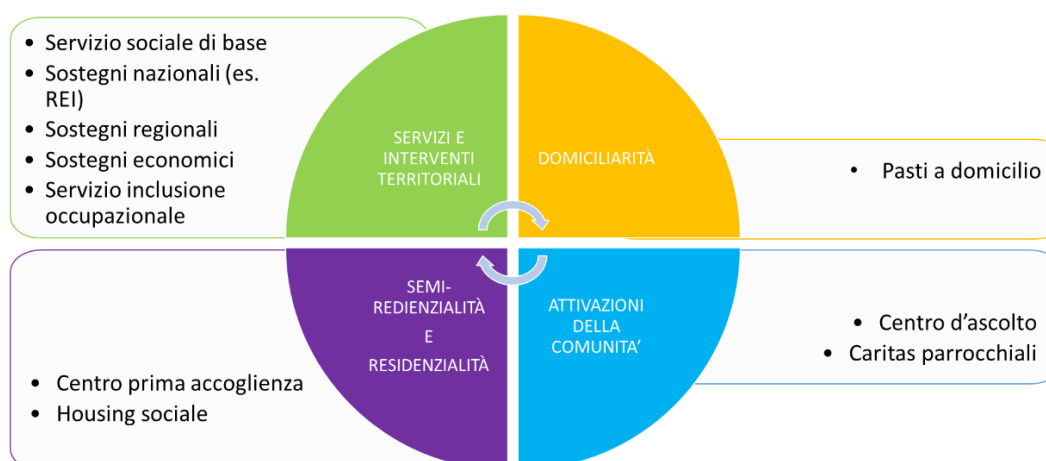 • Servizio sociale di base
• Sostegni nazionali (es.
REI)
• Sostegni regionali
• Sostegni economici
• Servizio inclusione
occupazionale
SERVIZI E
INTERVENTI
TERRITORIALI
DOMICILIARITÀ
• Pasti a domicilio
SEMI-
REDIENZIALITÀ
E
RESIDENZIALITÀ
• Centro prima accoglienza
• Housing sociale
ATTIVAZIONI
DELLA
COMUNITA’
• Centro d’ascolto
• Caritas parrocchiali